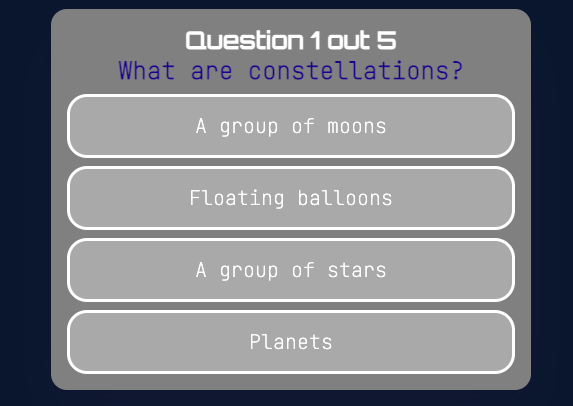 Question 1 out 5
What are constellations?
A group of moons
Floating balloons
A group of stars
Planets